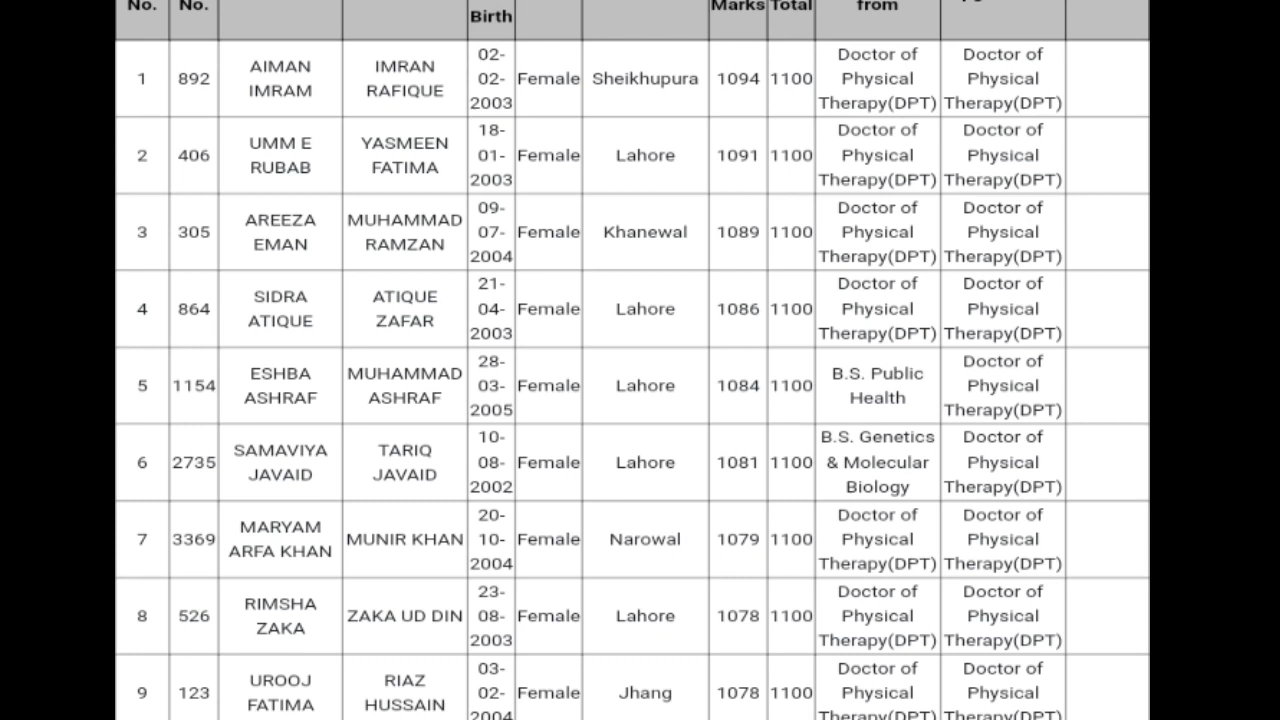 No. No. Birth Marks Total from
1 892 AIMAN IMRAM IMRAN RAFIQUE 02-02-2003 Female Sheikhupura 1094 1100 Doctor of Physical Therapy(DPT) Doctor of Physical Therapy(DPT)
2 406 UMM E RUBAB YASMEEN FATIMA 18-01-2003 Female Lahore 1091 1100 Doctor of Physical Therapy(DPT) Doctor of Physical Therapy(DPT)
3 305 AREEZA EMAN MUHAMMAD RAMZAN 09-07-2004 Female Khanewal 1089 1100 Doctor of Physical Therapy(DPT) Doctor of Physical Therapy(DPT)
4 864 SIDRA ATIQUE ATIQUE ZAFAR 21-04-2003 Female Lahore 1086 1100 Doctor of Physical Therapy(DPT) Doctor of Physical Therapy(DPT)
5 1154 ESHBA ASHRAF MUHAMMAD ASHRAF 28-03-2005 Female Lahore 1084 1100 B.S. Public Health Doctor of Physical Therapy(DPT)
6 2735 SAMAVIYA JAVAID TARIQ JAVAID 10-08-2002 Female Lahore 1081 1100 B.S. Genetics & Molecular Biology Doctor of Physical Therapy(DPT)
7 3369 MARYAM ARFA KHAN MUNIR KHAN 20-10-2004 Female Narowal 1079 1100 Doctor of Physical Therapy(DPT) Doctor of Physical Therapy(DPT)
8 526 RIMSHA ZAKA ZAKA UD DIN 23-08-2003 Female Lahore 1078 1100 Doctor of Physical Therapy(DPT) Doctor of Physical Therapy(DPT)
9 123 UROOJ FATIMA RIAZ HUSSAIN 03-02-2004 Female Jhang 1078 1100 Doctor of Physical Therapy(DPT) Doctor of Physical Therapy(DPT)